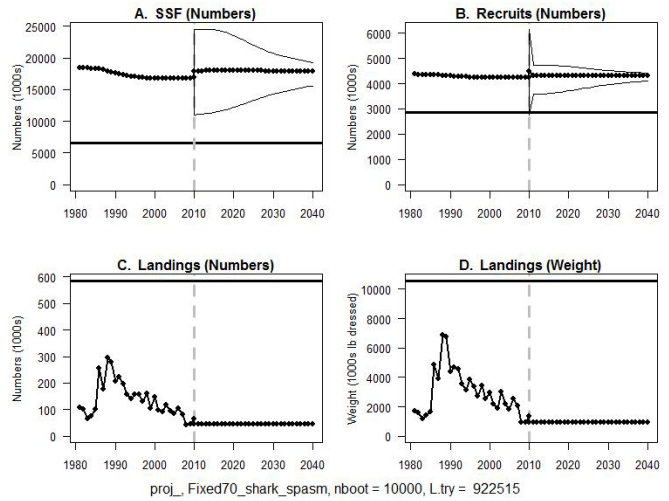 A. SSF (Numbers)
Numbers (1000s)
25000
20000
15000
10000
5000
0
1980 1990 2000 2010 2020 2030 2040
B. Recruits (Numbers)
Numbers (1000s)
6000
5000
4000
3000
2000
1000
0
1980 1990 2000 2010 2020 2030 2040
C. Landings (Numbers)
Numbers (1000s)
600
500
400
300
200
100
0
1980 1990 2000 2010 2020 2030 2040
D. Landings (Weight)
Weight (1000s lb dressed)
10000
8000
6000
4000
2000
0
1980 1990 2000 2010 2020 2030 2040
proj_, Fixed70_shark_spasm, nboot = 10000, L.try = 922515